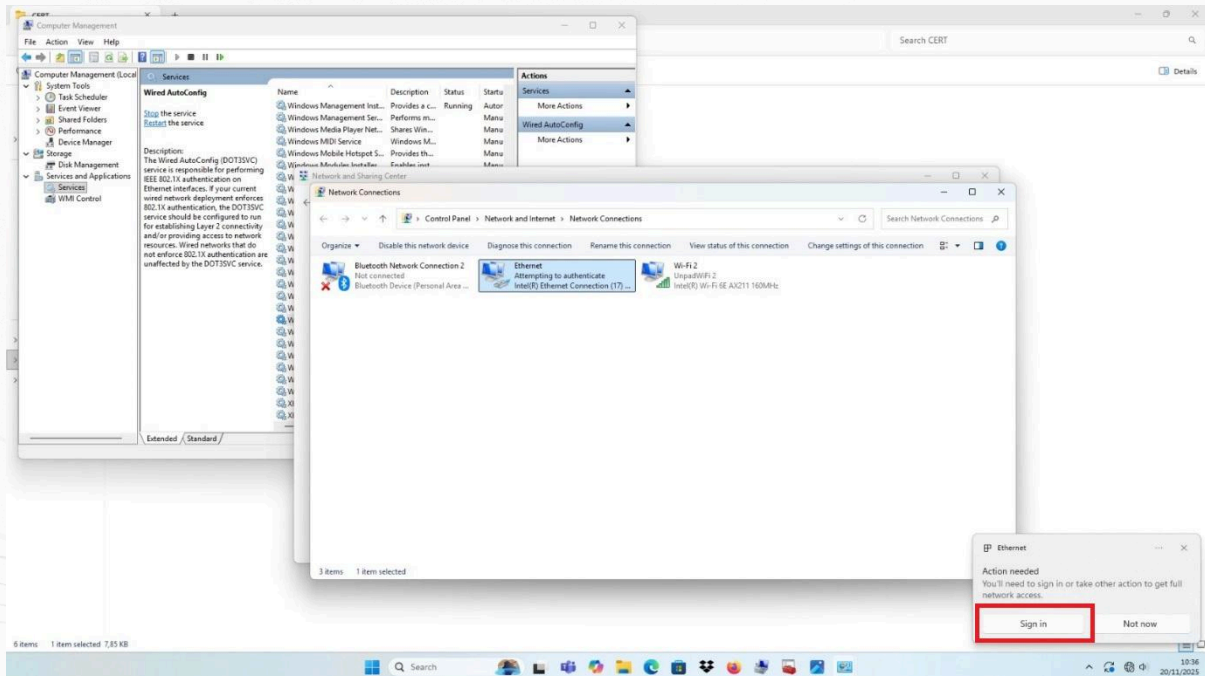 CERT
Search CERT
Details
Computer Management
File Action View Help
Computer Management (Local
System Tools
Task Scheduler
Event Viewer
Shared Folders
Performance
Device Manager
Storage
Disk Management
Services and Applications
Services
WMI Control
Services
Wired AutoConfig
Stop the service
Restart the service
Description:
The Wired AutoConfig (DOT3SVC)
service is responsible for performing
IEEE 802.1X authentication on
Ethernet interfaces. If your current
wired network deployment enforces
802.1X authentication, the DOT3SVC
service should be configured to run
for establishing Layer 2 connectivity
and/or providing access to network
resources. Wired networks that do
not enforce 802.1X authentication are
unaffected by the DOT3SVC service.
Name Description Status Startu
Windows Management Inst... Provides a c... Running Autor
Windows Management Ser... Performs m... Manu
Windows Media Player Net... Shares Win... Manu
Windows MIDI Service Windows M... Manu
Windows Mobile Hotspot S... Provides th... Manu
Windows Modules Installer Enables inst Manu
Extended Standard
Actions
Services
More Actions
Wired AutoConfig
More Actions
Network and Sharing Center
Network Connections
Control Panel > Network and Internet > Network Connections
Search Network Connections
Organize Disable this network device Diagnose this connection Rename this connection View status of this connection Change settings of this connection
Bluetooth Network Connection 2
Not connected
Bluetooth Device (Personal Area ...
Ethernet
Attempting to authenticate
Intel(R) Ethernet Connection (17) ...
Wi-Fi 2
UnpadWiFi 2
Intel(R) Wi-Fi 6E AX211 160MHz
3 items 1 item selected
Ethernet
Action needed
You'll need to sign in or take other action to get full
network access.
Sign in Not now
6 items 1 item selected 7,85 KB
Search
10:36
20/11/2025